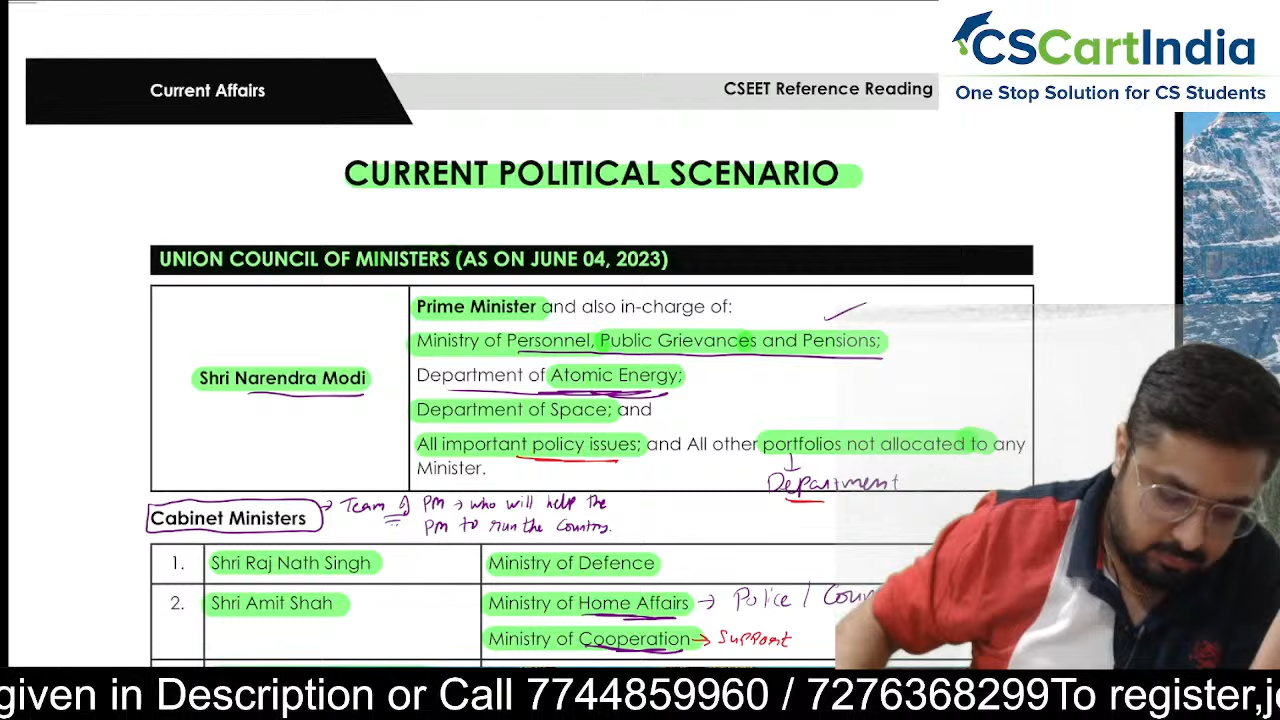 CSCartIndia
One Stop Solution for CS Students
Current Affairs
CSEET Reference Reading
CURRENT POLITICAL SCENARIO
UNION COUNCIL OF MINISTERS (AS ON JUNE 04, 2023)
Shri Narendra Modi
Prime Minister and also in-charge of:
Ministry of Personnel, Public Grievances and Pensions;
Department of Atomic Energy;
Department of Space; and
All important policy issues; and All other portfolios not allocated to any
Minister.
Department
Cabinet Ministers
Team of PM → who will help the
PM to run the Country.
1. Shri Raj Nath Singh Ministry of Defence
2. Shri Amit Shah Ministry of Home Affairs → Police /
Ministry of Cooperation → Support
given in Description or Call 7744859960 / 7276368299To register,j